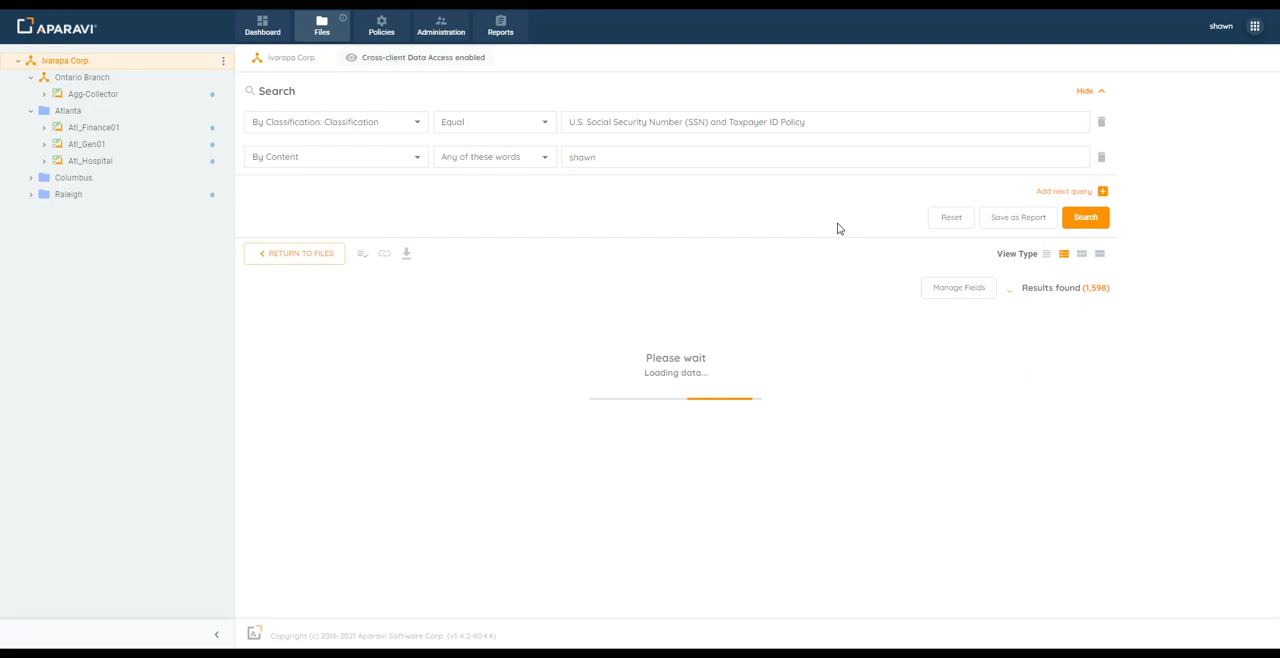 APARAVI
Dashboard
Files
Policies
Administration
Reports
shawn
Ivarapa Corp.
Ontario Branch
Agg-Collector
Atlanta
Atl_Finance01
Atl_Gen01
Atl_Hospital
Columbus
Raleigh
Ivarapa Corp.
Cross-client Data Access enabled
Search
Hide
By Classification: Classification
Equal
U.S. Social Security Number (SSN) and Taxpayer ID Policy
By Content
Any of these words
shawn
Add next query
Reset
Save as Report
Search
RETURN TO FILES
View Type
Manage Fields
Results found (1,598)
Please wait
Loading data...
Copyright (c) 2016-2021 Aparavi Software Corp. (v1.4.2-6044)